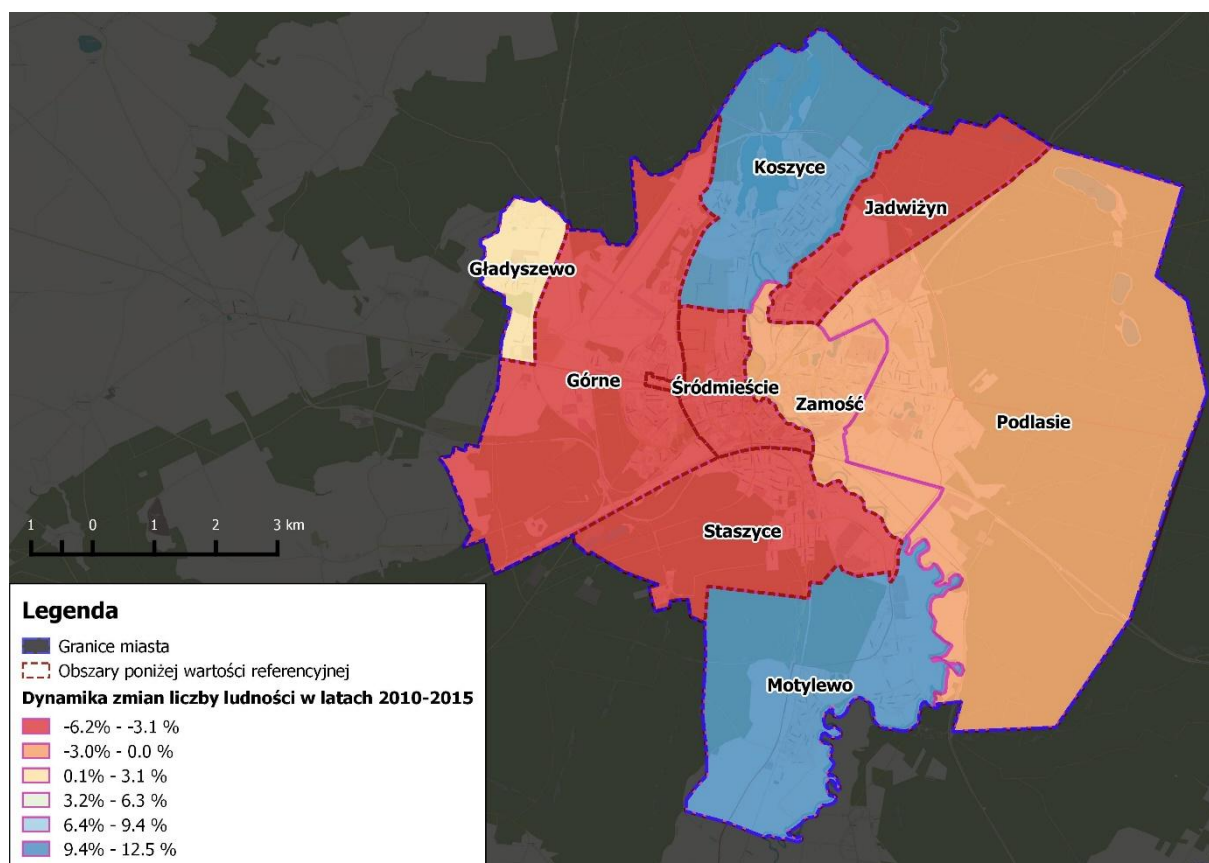 Koszyce
Jadwiżyn
Gładyszewo
Górne
Śródmieście
Zamość
Podlasie
Staszyce
Motylewo
1 0 1 2 3 km
Legenda
Granice miasta
Obszary poniżej wartości referencyjnej
Dynamika zmian liczby ludności w latach 2010-2015
-6.2% - -3.1 %
-3.0% - 0.0 %
0.1% - 3.1 %
3.2% - 6.3 %
6.4% - 9.4 %
9.4% - 12.5 %